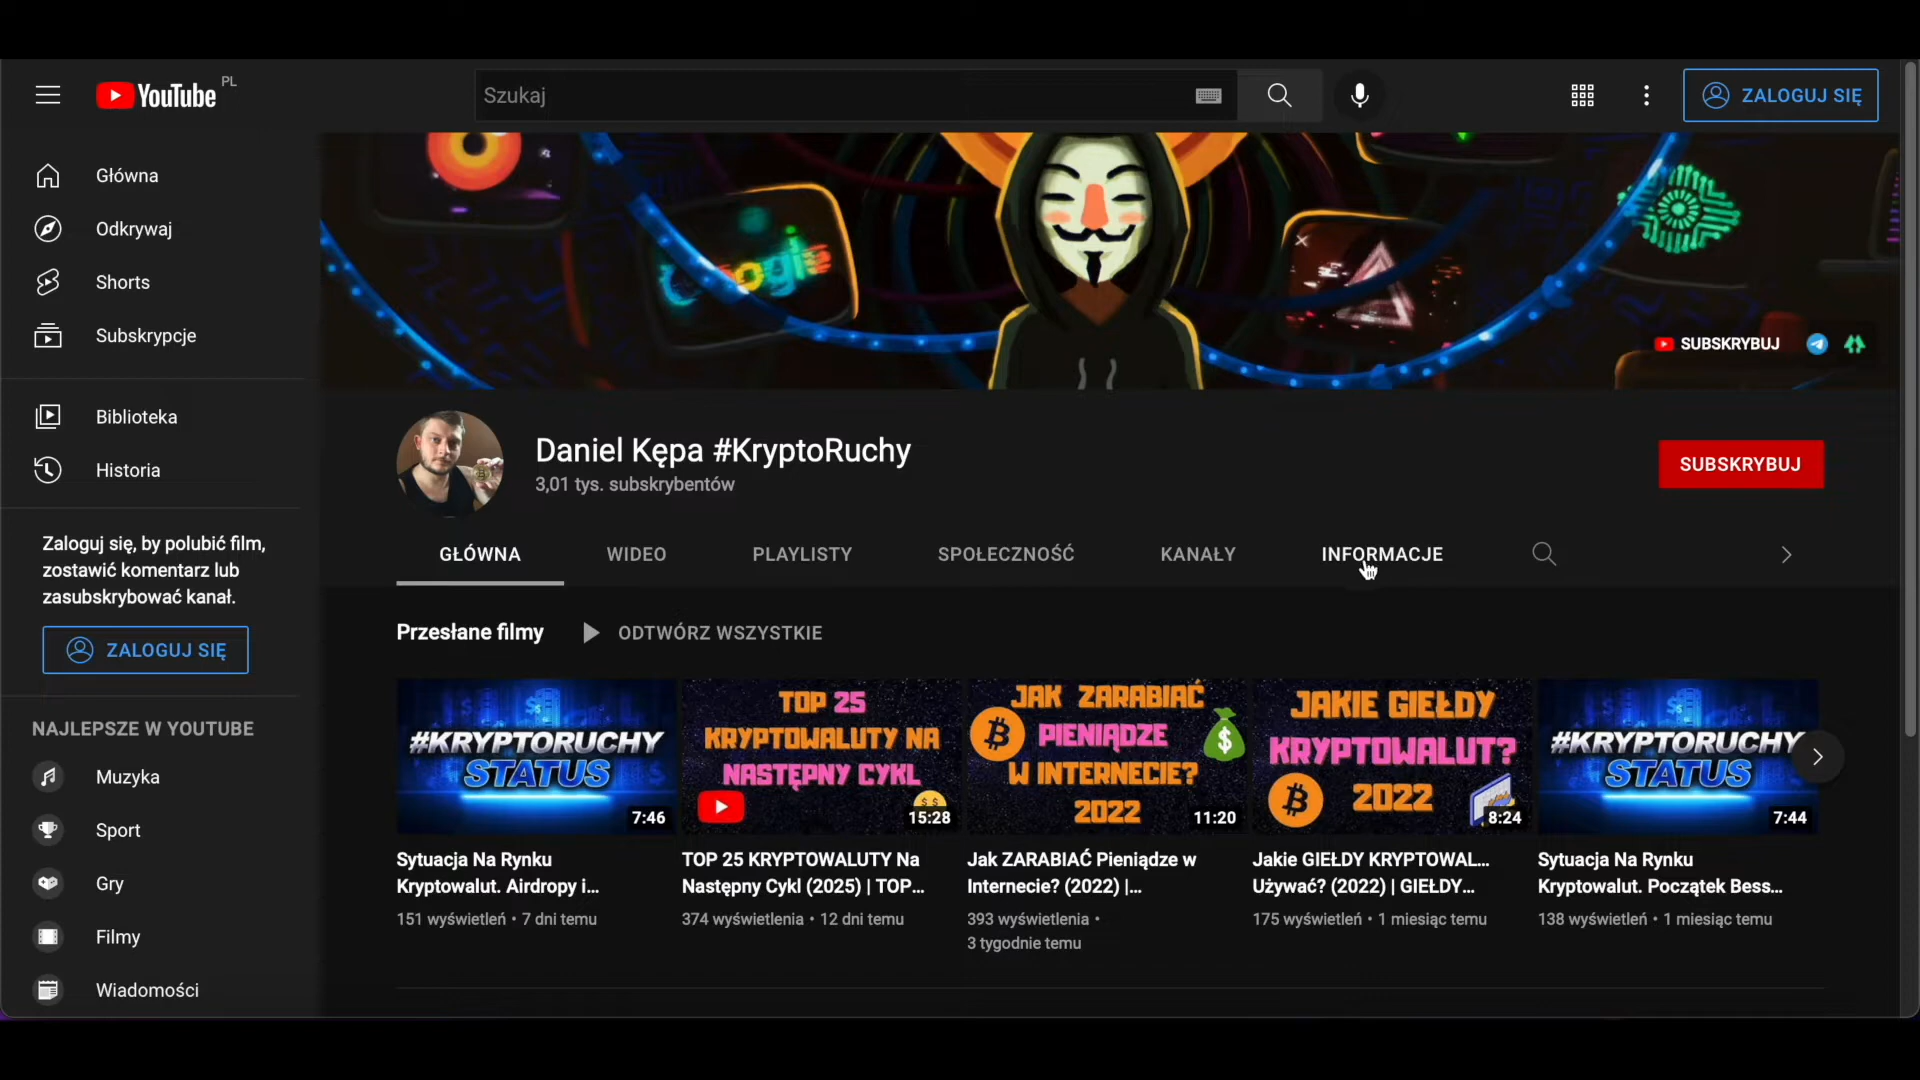 YouTube PL
Szukaj
ZALOGUJ SIĘ
Główna
Odkrywaj
Shorts
Subskrypcje
Biblioteka
Historia
Zaloguj się, by polubić film,
zostawić komentarz lub
zasubskrybować kanał.
ZALOGUJ SIĘ
NAJLEPSZE W YOUTUBE
Muzyka
Sport
Gry
Filmy
Wiadomości
Google
SUBSKRYBUJ
Daniel Kępa #KryptoRuchy
3,01 tys. subskrybentów
SUBSKRYBUJ
GŁÓWNA WIDEO PLAYLISTY SPOŁECZNOŚĆ KANAŁY INFORMACJE
Przesłane filmy ODTWÓRZ WSZYSTKIE
#KRYPTORUCHY
STATUS
7:46
Sytuacja Na Rynku
Kryptowalut. Airdropy i...
151 wyświetleń • 7 dni temu
TOP 25
KRYPTOWALUTY NA
NASTĘPNY CYKL
15:28
TOP 25 KRYPTOWALUTY Na
Następny Cykl (2025) | TOP...
374 wyświetlenia • 12 dni temu
JAK ZARABIAĆ
PIENIĄDZE
W INTERNECIE?
2022
11:20
Jak ZARABIAĆ Pieniądze w
Internecie? (2022) |...
393 wyświetlenia •
3 tygodnie temu
JAKIE GIEŁDY
KRYPTOWALUT?
2022
8:24
Jakie GIEŁDY KRYPTOWAL...
Używać? (2022) | GIEŁDY...
175 wyświetleń • 1 miesiąc temu
#KRYPTORUCHY
STATUS
7:44
Sytuacja Na Rynku
Kryptowalut. Początek Bess...
138 wyświetleń • 1 miesiąc temu